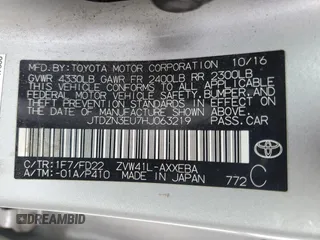 MFD. BY: TOYOTA MOTOR CORPORATION 10/16
GVWR 4330LB GAWR FR 2400LB RR 2300LB
THIS VEHICLE CONFORMS TO ALL APPLICABLE
FEDERAL MOTOR VEHICLE SAFETY, BUMPER,
AND THEFT PREVENTION STANDARDS IN EFFECT ON
THE DATE OF MANUFACTURE SHOWN ABOVE.
JTDZN3EU7HJ063219 PASS. CAR
C/TR: 1F7/FD22 ZVW41L-AXXEBA
A/TM: -01A/P410 MADE IN JAPAN 772 C
TOYOTA